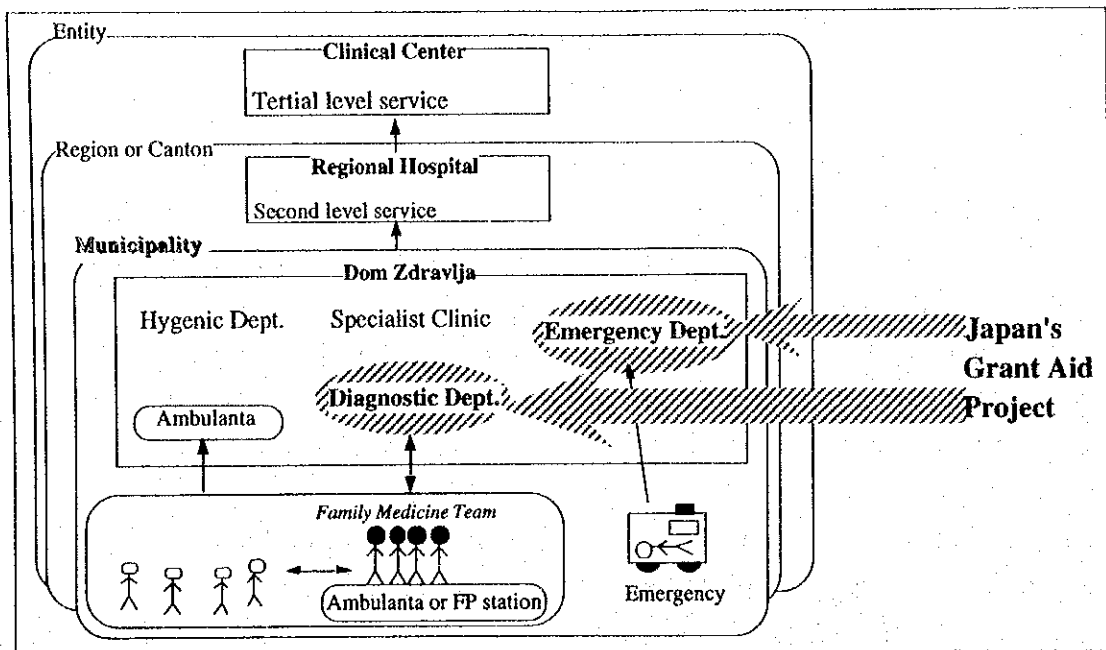 Entity
Clinical Center
Tertial level service
Region or Canton
Regional Hospital
Second level service
Municipality
Dom Zdravlja
Hygenic Dept.
Specialist Clinic
Emergency Dept.
Japan's
Grant Aid
Project
Diagnostic Dept.
Ambulanta
Family Medicine Team
Ambulanta or FP station
Emergency